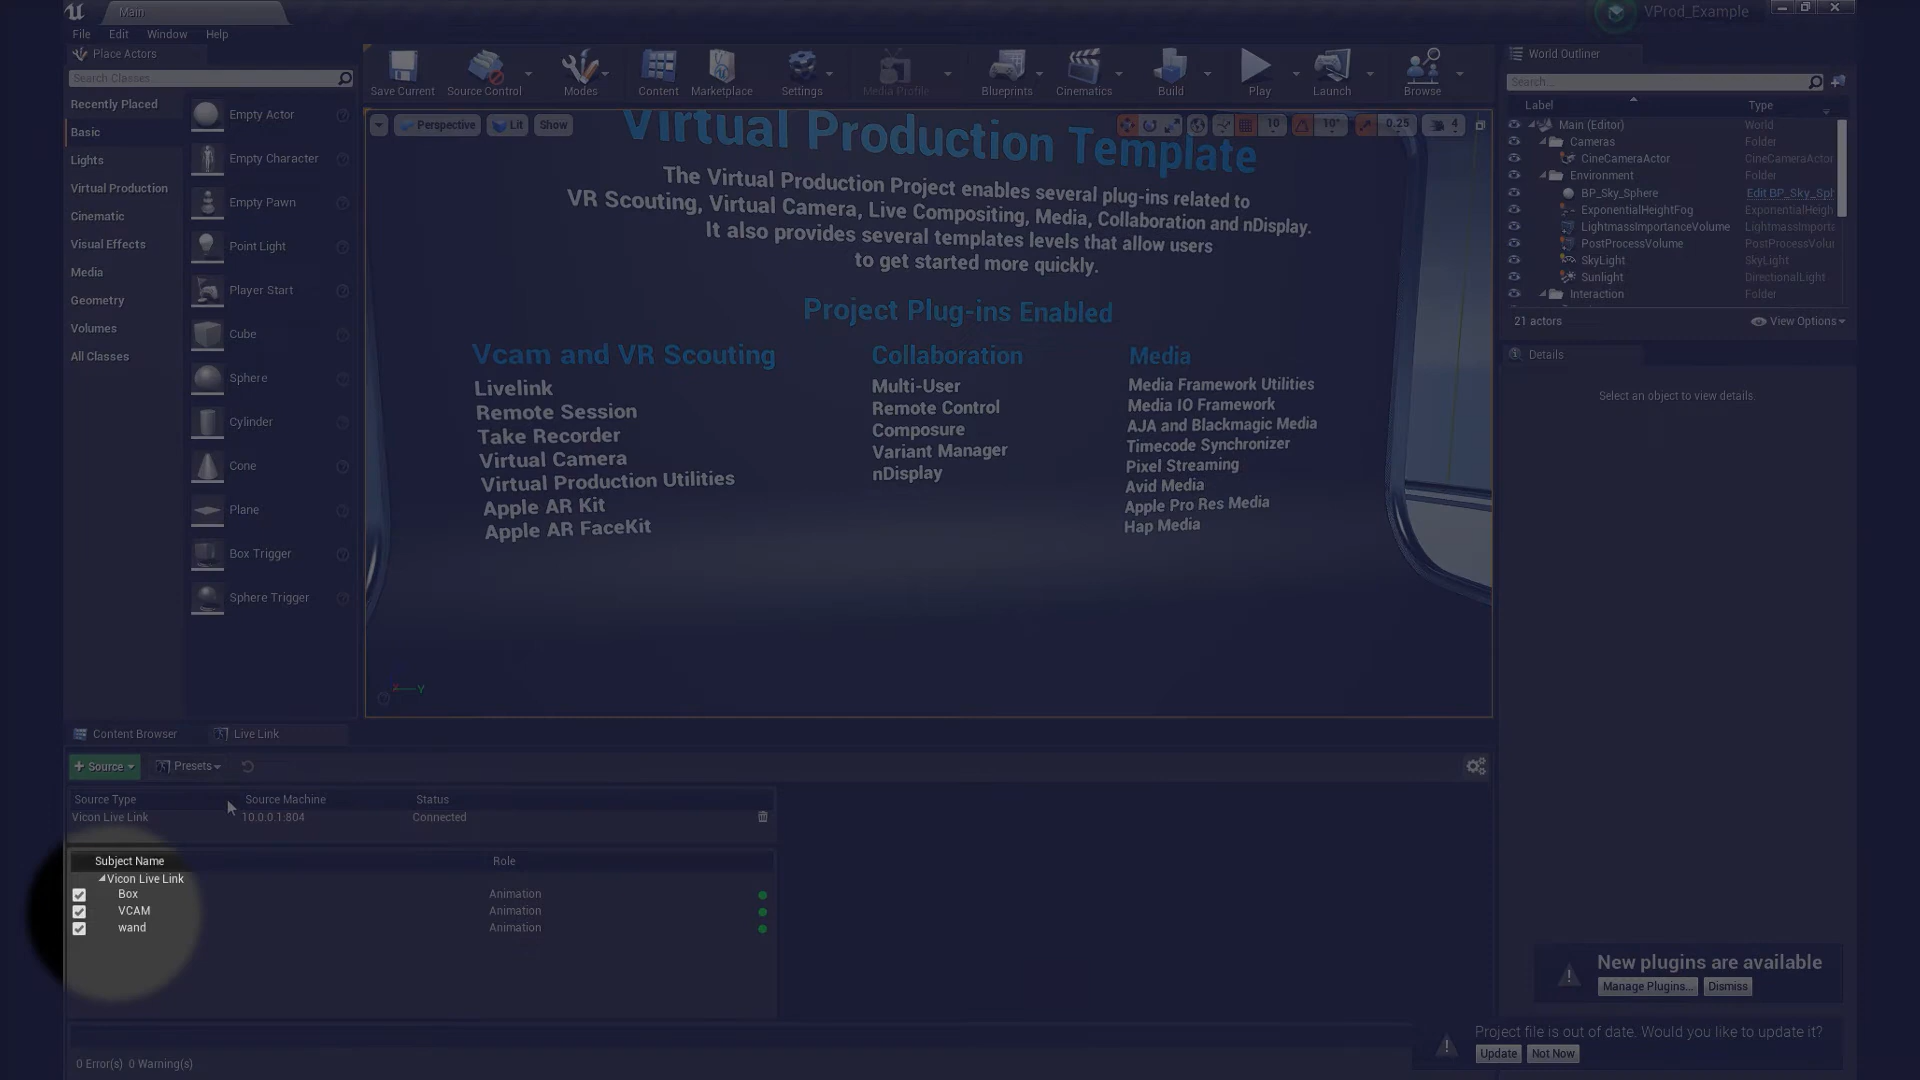 Main
VProd_Example
File Edit Window Help
Place Actors
Search Classes
Recently Placed
Basic
Lights
Virtual Production
Cinematic
Visual Effects
Media
Geometry
Volumes
All Classes
Empty Actor
Empty Character
Empty Pawn
Point Light
Player Start
Cube
Sphere
Cylinder
Cone
Plane
Box Trigger
Sphere Trigger
Save Current Source Control Modes Content Marketplace Settings Media Profile Blueprints Cinematics Build Play Launch Browse
Perspective Lit Show 10 10° 0.25 4
Virtual Production Template
The Virtual Production Project enables several plug-ins related to
VR Scouting, Virtual Camera, Live Compositing, Media, Collaboration and nDisplay.
It also provides several templates levels that allow users
to get started more quickly.
Project Plug-ins Enabled
Vcam and VR Scouting
Livelink
Remote Session
Take Recorder
Virtual Camera
Virtual Production Utilities
Apple AR Kit
Apple AR FaceKit
Collaboration
Multi-User
Remote Control
Composure
Variant Manager
nDisplay
Media
Media Framework Utilities
Media IO Framework
AJA and Blackmagic Media
Timecode Synchronizer
Pixel Streaming
Avid Media
Apple Pro Res Media
Hap Media
Y
World Outliner
Search...
Label Type
Main (Editor) World
Cameras Folder
CineCameraActor CineCameraActor
Environment Folder
BP_Sky_Sphere Edit BP_Sky_Sph
ExponentialHeightFog ExponentialHeigh
LightmassImportanceVolume LightmassImporta
PostProcessVolume PostProcessVolu
SkyLight SkyLight
Sunlight DirectionalLight
Interaction Folder
21 actors View Options
Details
Select an object to view details.
Content Browser Live Link
+ Source Presets
Source Type Source Machine Status
Vicon Live Link 10.0.0.1:804 Connected
Subject Name Role
Vicon Live Link
Box Animation
VCAM Animation
wand Animation
New plugins are available
Manage Plugins... Dismiss
Project file is out of date. Would you like to update it?
Update Not Now
0 Error(s) 0 Warning(s)